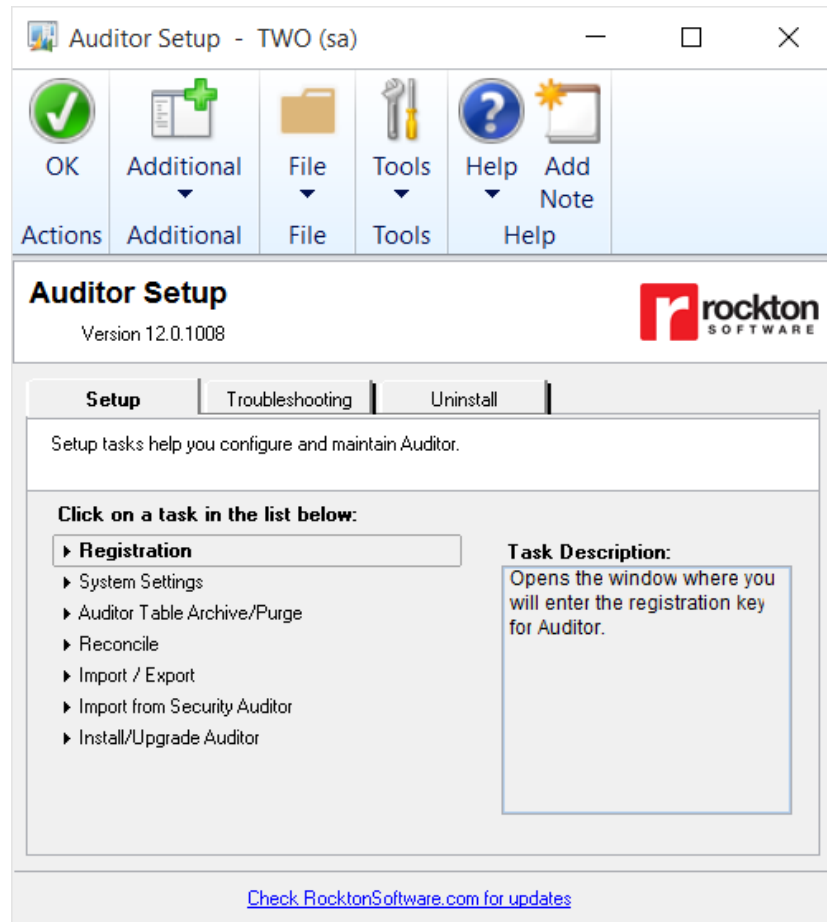 Auditor Setup - TWO (sa)
OK
Additional
File
Tools
Help
Add
Note
Actions
Additional
File
Tools
Help
Auditor Setup
Version 12.0.1008
r rockton
SOFTWARE
Setup
Troubleshooting
Uninstall
Setup tasks help you configure and maintain Auditor.
Click on a task in the list below:
Registration
System Settings
Auditor Table Archive/Purge
Reconcile
Import / Export
Import from Security Auditor
Install/Upgrade Auditor
Task Description:
Opens the window where you
will enter the registration key
for Auditor.
Check RocktonSoftware.com for updates